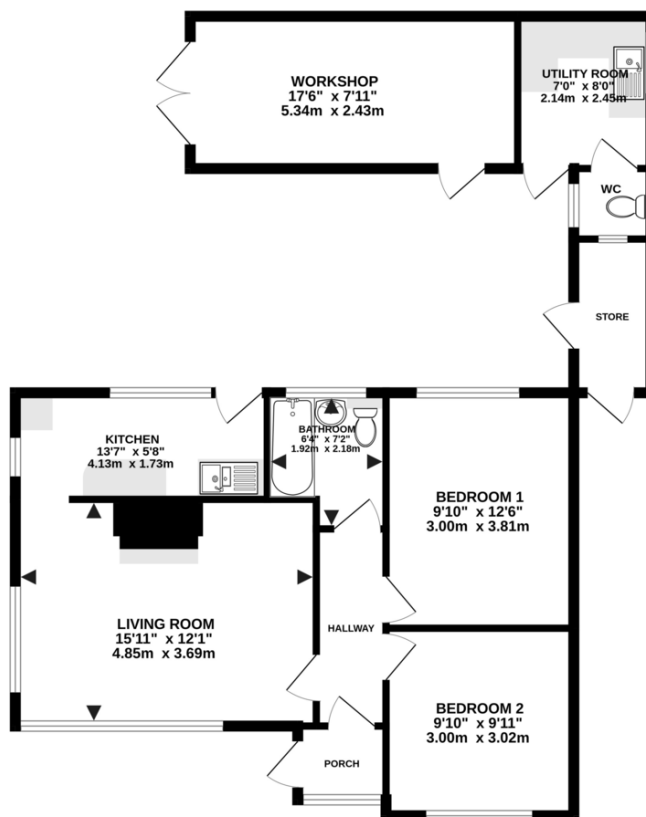 WORKSHOP
17'6" x 7'11"
5.34m x 2.43m
UTILITY ROOM
7'0" x 8'0"
2.14m x 2.45m
WC
STORE
KITCHEN
13'7" x 5'8"
4.13m x 1.73m
BATHROOM
6'4" x 7'2"
1.92m x 2.18m
BEDROOM 1
9'10" x 12'6"
3.00m x 3.81m
LIVING ROOM
15'11" x 12'1"
4.85m x 3.69m
HALLWAY
BEDROOM 2
9'10" x 9'11"
3.00m x 3.02m
PORCH